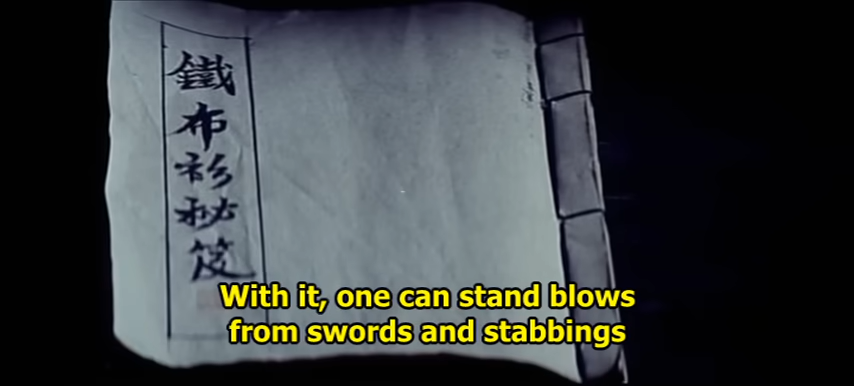 鐵布衫秘笈
With it, one can stand blows
from swords and stabbings